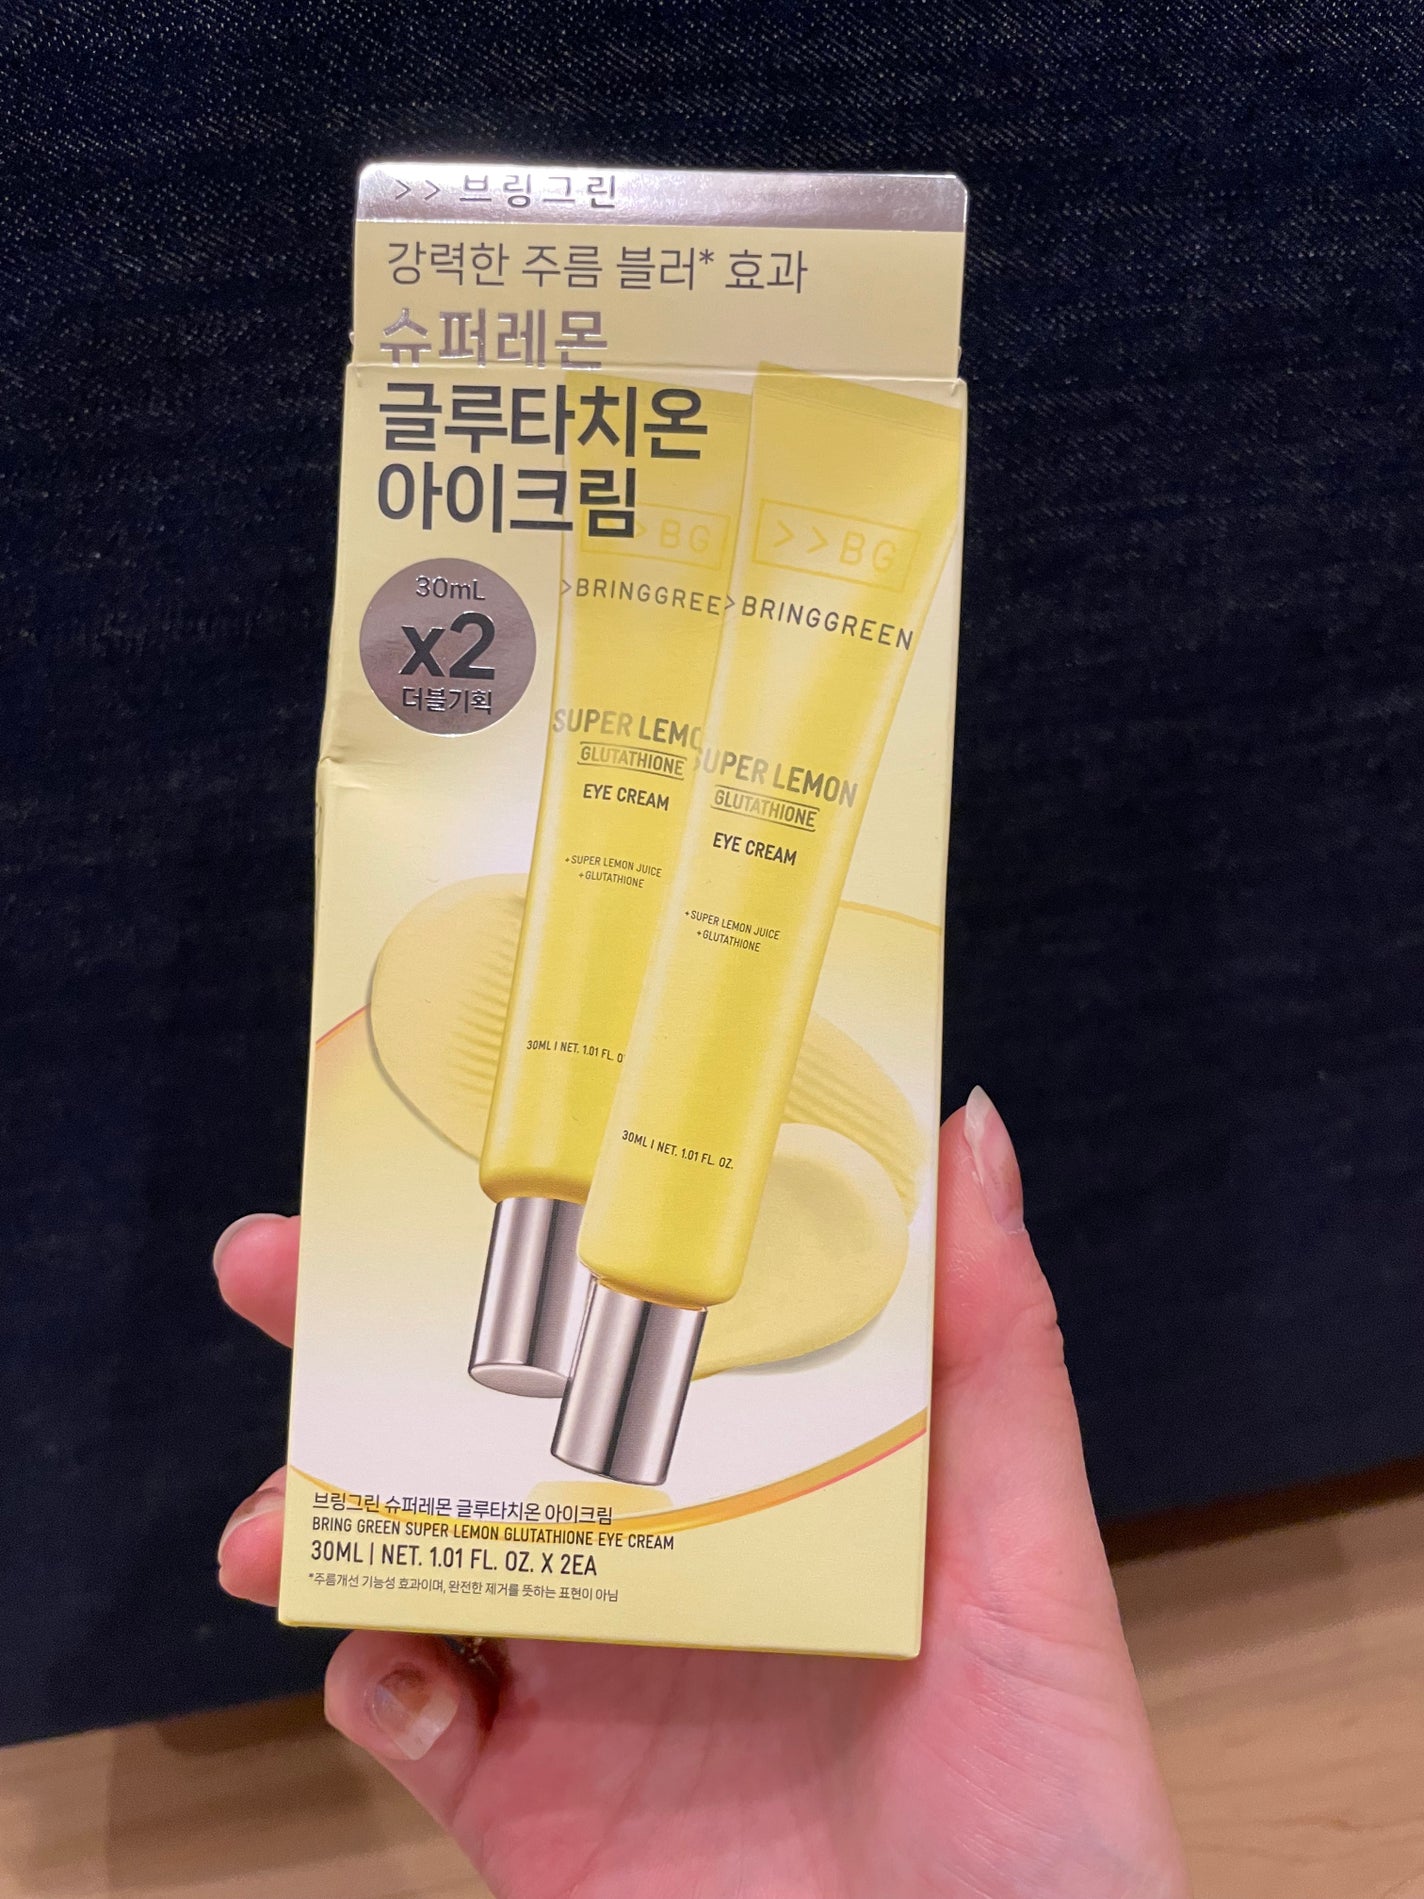 >> 브링그린
강력한 주름 블러* 효과
슈퍼레몬
글루타치온
아이크림
30mL
x2
더블기획
>>BG
>BRINGGREE
SUPER LEMO
GLUTATHIONE
EYE CREAM
+SUPER LEMON JUICE
+GLUTATHIONE
30ML | NET. 1.01 FL. O
>>BG
>BRINGGREEN
SUPER LEMON
GLUTATHIONE
EYE CREAM
+SUPER LEMON JUICE
+GLUTATHIONE
30ML | NET. 1.01 FL. OZ.
브링그린 슈퍼레몬 글루타치온 아이크림
BRING GREEN SUPER LEMON GLUTATHIONE EYE CREAM
30ML | NET. 1.01 FL. OZ. X 2EA
*주름개선 기능성 효과이며, 완전한 제거를 뜻하는 표현이 아님